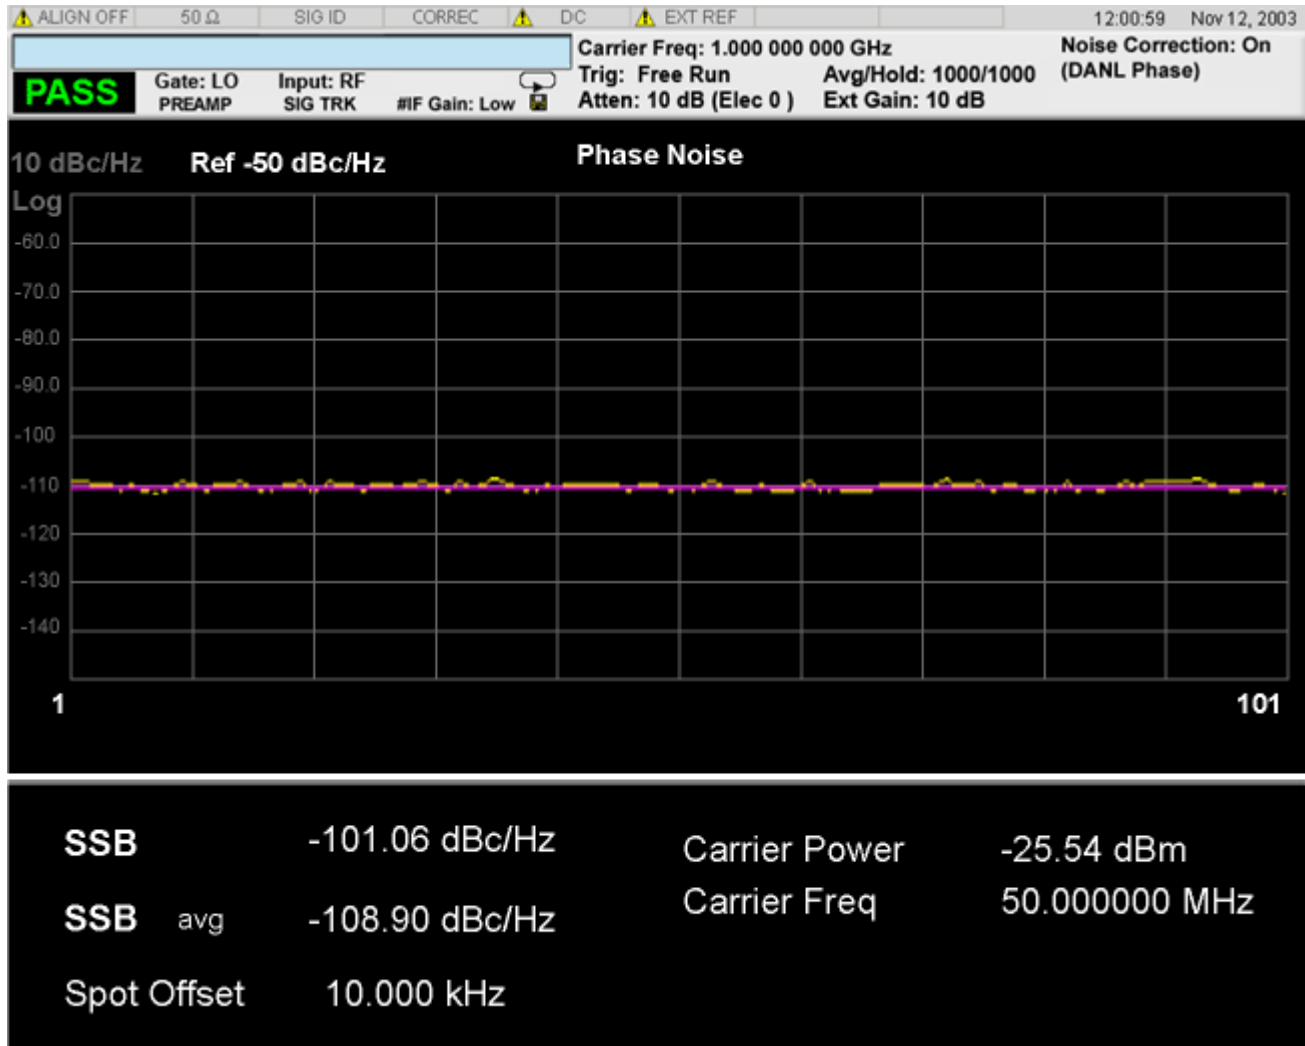 ALIGN OFF 50 Ω SIG ID CORREC DC EXT REF 12:00:59 Nov 12, 2003
Carrier Freq: 1.000 000 000 GHz Noise Correction: On
PASS Gate: LO Input: RF Trig: Free Run Avg/Hold: 1000/1000 (DANL Phase)
PREAMP SIG TRK #IF Gain: Low Atten: 10 dB (Elec 0 ) Ext Gain: 10 dB
10 dBc/Hz Ref -50 dBc/Hz Phase Noise
Log
-60.0
-70.0
-80.0
-90.0
-100
-110
-120
-130
-140
1 101
SSB -101.06 dBc/Hz Carrier Power -25.54 dBm
SSB avg -108.90 dBc/Hz Carrier Freq 50.000000 MHz
Spot Offset 10.000 kHz